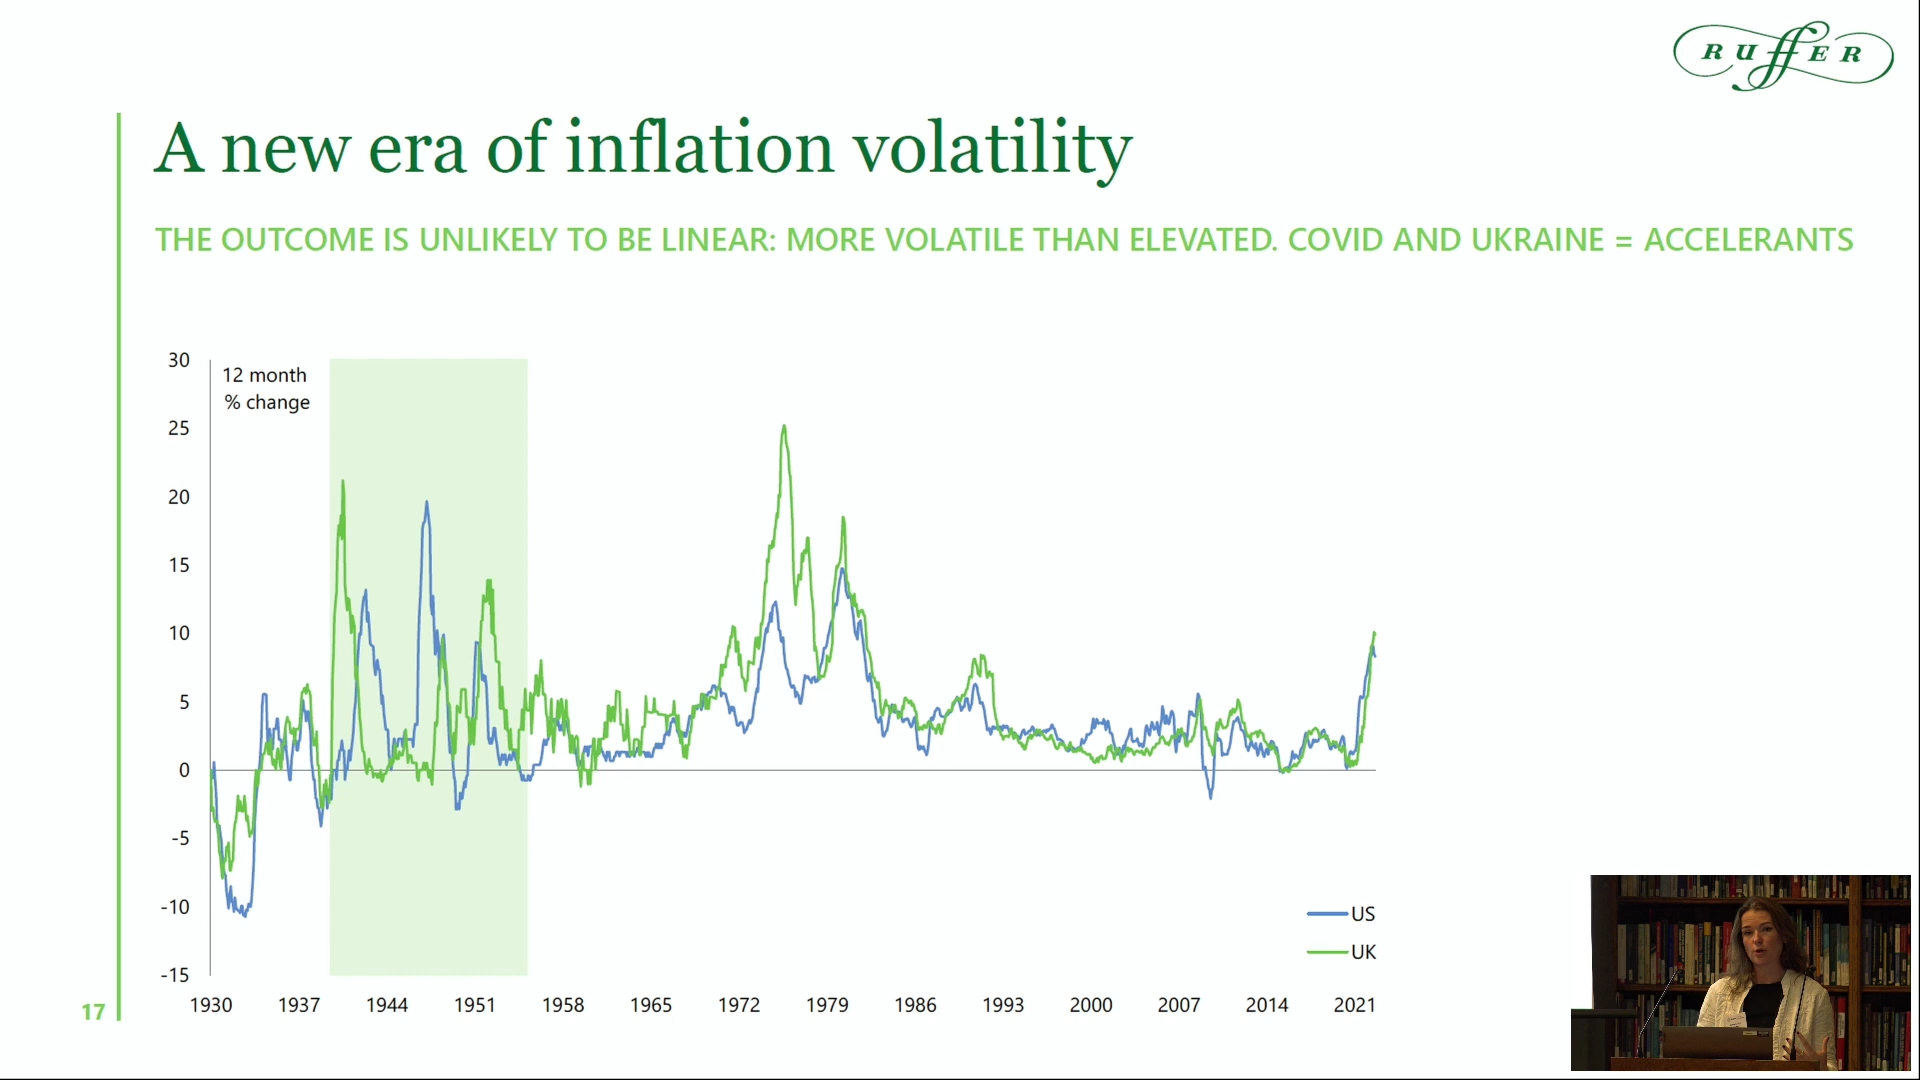 RUffER
A new era of inflation volatility
THE OUTCOME IS UNLIKELY TO BE LINEAR: MORE VOLATILE THAN ELEVATED. COVID AND UKRAINE = ACCELERANTS
30
12 month
% change
25
20
15
10
5
0
-5
-10
US
UK
-15
1930 1937 1944 1951 1958 1965 1972 1979 1986 1993 2000 2007 2014 2021
17